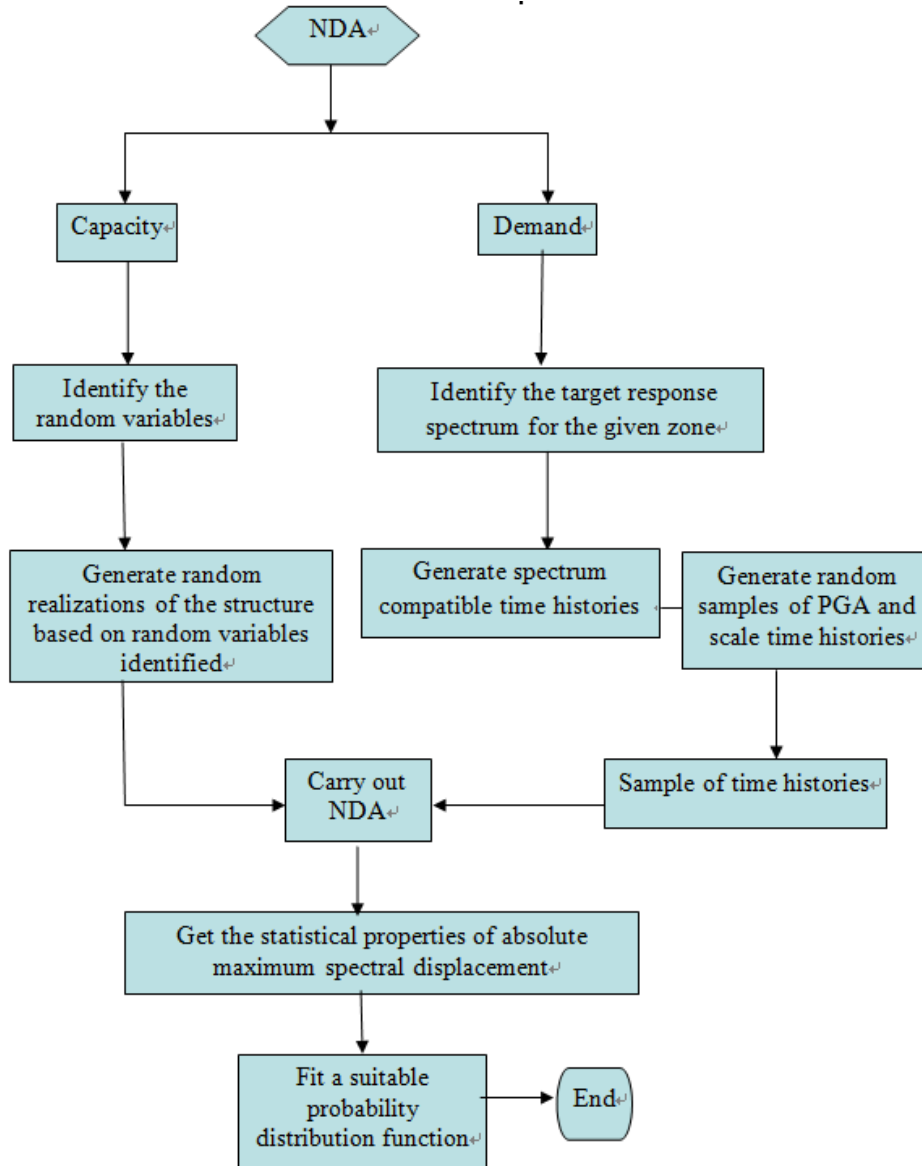 NDA
Capacity
Demand
Identify the
random variables
Identify the target response
spectrum for the given zone
Generate random
realizations of the structure
based on random variables
identified
Generate spectrum
compatible time histories
Generate random
samples of PGA and
scale time histories
Carry out
NDA
Sample of time histories
Get the statistical properties of absolute
maximum spectral displacement
Fit a suitable
probability
distribution function
End